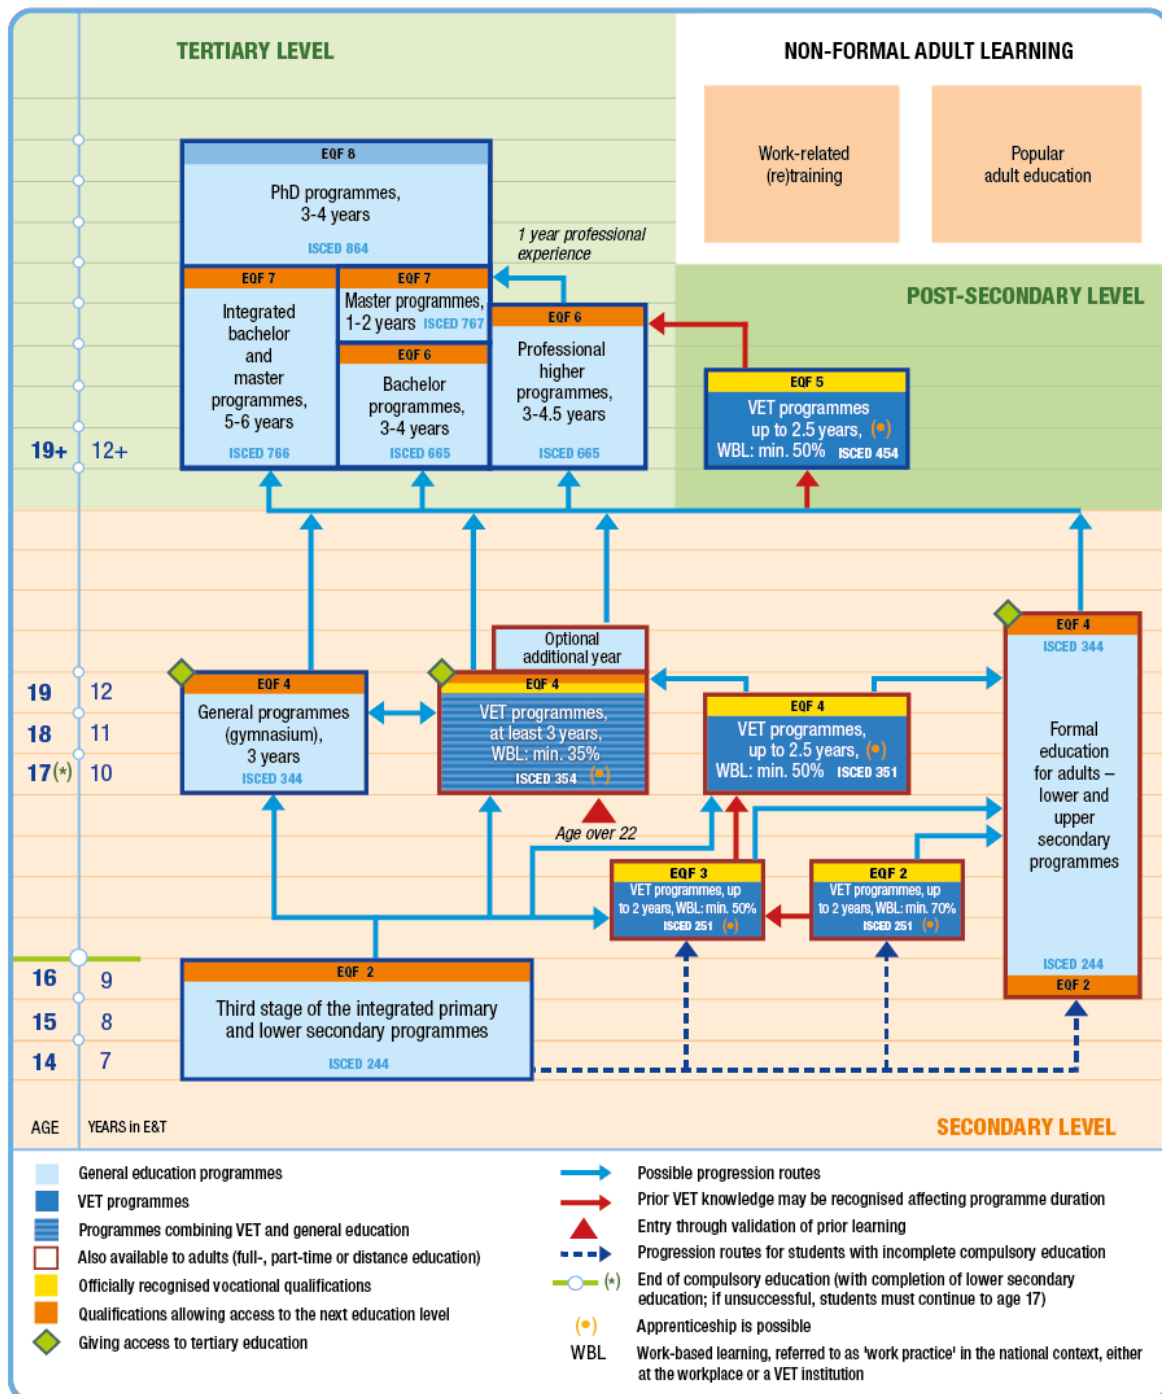 TERTIARY LEVEL
NON-FORMAL ADULT LEARNING
Work-related
(re)training
Popular
adult education
EQF 8
PhD programmes,
3-4 years
ISCED 864
1 year professional
experience
POST-SECONDARY LEVEL
EQF 7
Integrated
bachelor
and
master
programmes,
5-6 years
ISCED 766
EQF 7
Master programmes,
1-2 years ISCED 767
EQF 6
Bachelor
programmes,
3-4 years
ISCED 665
EQF 6
Professional
higher
programmes,
3-4.5 years
ISCED 665
EQF 5
VET programmes
up to 2.5 years, (•)
WBL: min. 50% ISCED 454
19+ 12+
Optional
additional year
EQF 4
General programmes
(gymnasium),
3 years
ISCED 344
EQF 4
VET programmes,
at least 3 years,
WBL: min. 35%
ISCED 354 (•)
Age over 22
EQF 4
VET programmes,
up to 2.5 years, (•)
WBL: min. 50% ISCED 351
EQF 4
ISCED 344
Formal
education
for adults –
lower and
upper
secondary
programmes
ISCED 244
EQF 2
19 12
18 11
17(*) 10
EQF 3
VET programmes, up
to 2 years, WBL: min. 50%
ISCED 251 (•)
EQF 2
VET programmes, up
to 2 years, WBL: min. 70%
ISCED 251 (•)
EQF 2
Third stage of the integrated primary
and lower secondary programmes
ISCED 244
16 9
15 8
14 7
AGE YEARS in E&T
SECONDARY LEVEL
General education programmes
VET programmes
Programmes combining VET and general education
Also available to adults (full-, part-time or distance education)
Officially recognised vocational qualifications
Qualifications allowing access to the next education level
Giving access to tertiary education
Possible progression routes
Prior VET knowledge may be recognised affecting programme duration
Entry through validation of prior learning
Progression routes for students with incomplete compulsory education
(*) End of compulsory education (with completion of lower secondary
education; if unsuccessful, students must continue to age 17)
(•) Apprenticeship is possible
WBL Work-based learning, referred to as 'work practice' in the national context, either
at the workplace or a VET institution